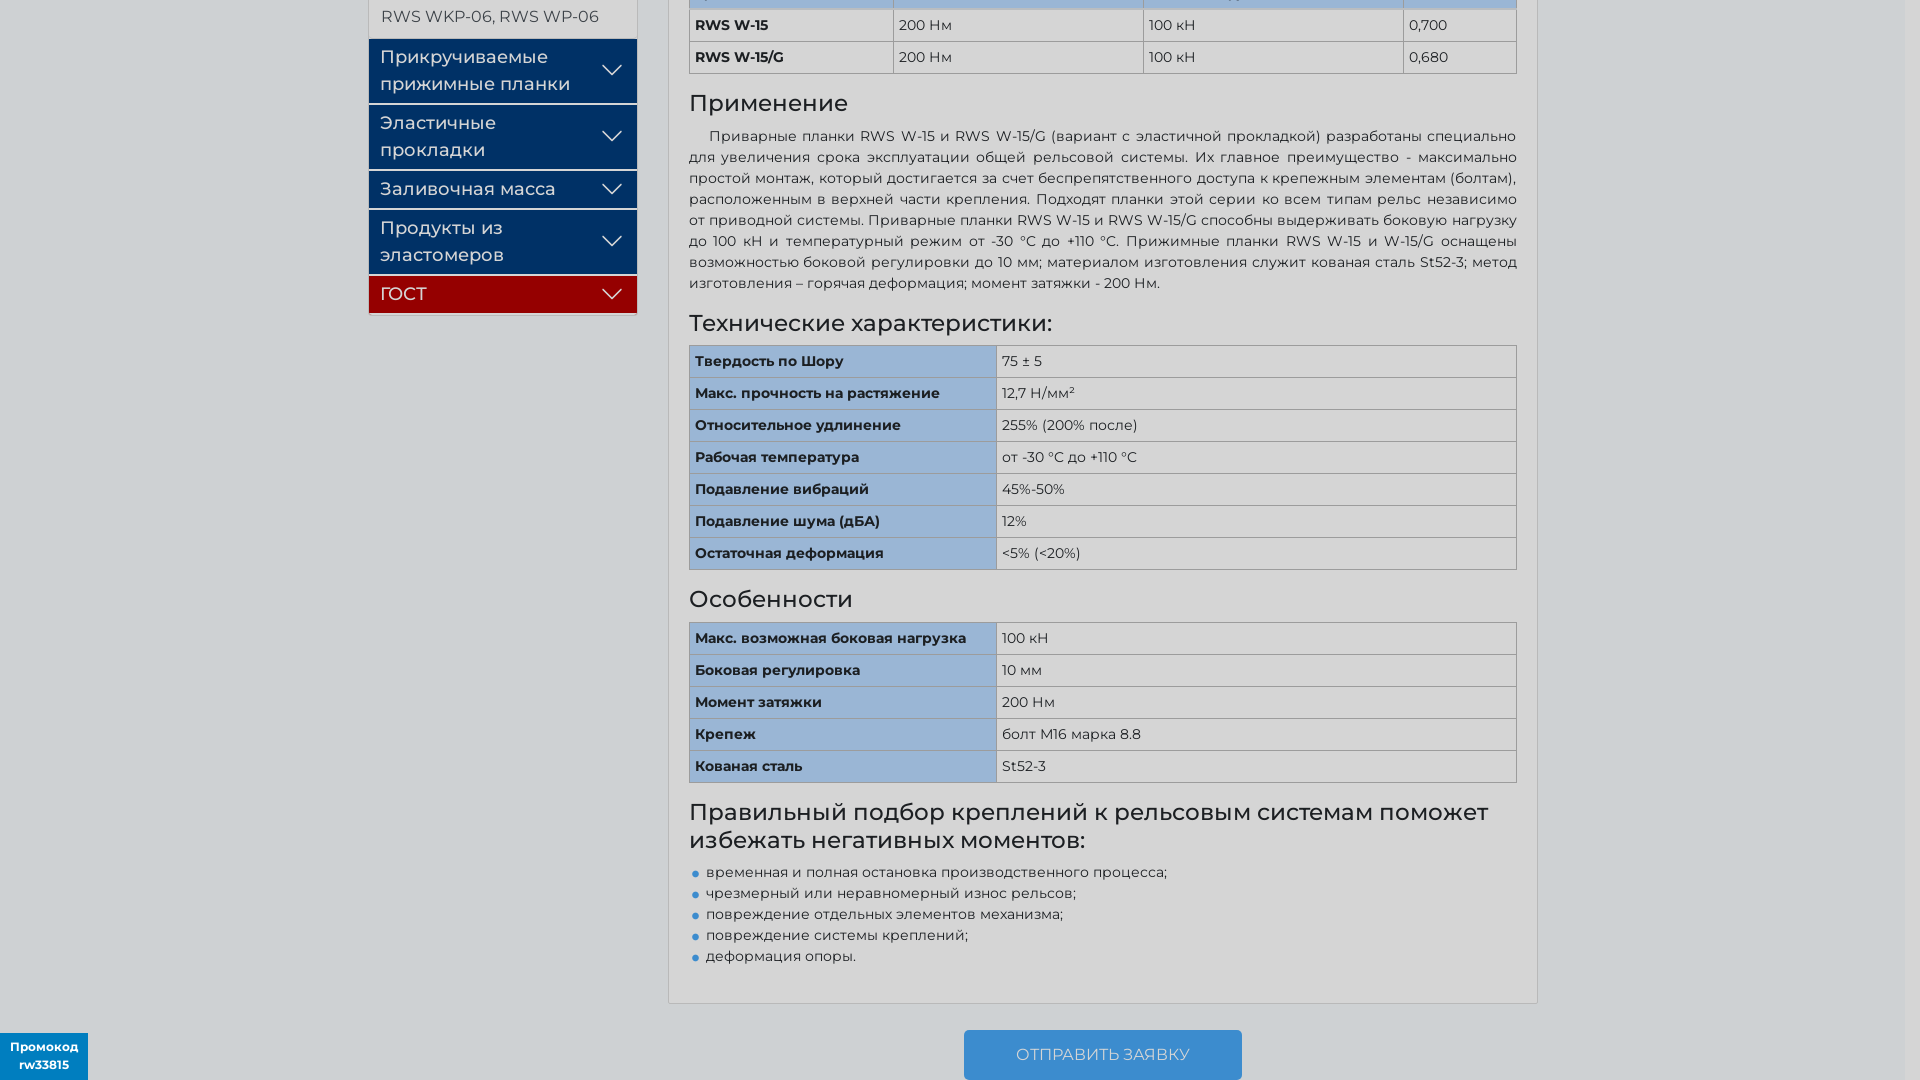 RWS WKP-06, RWS WP-06
Прикручиваемые
прижимные планки
Эластичные
прокладки
Заливочная масса
Продукты из
эластомеров
ГОСТ
RWS W-15 200 Нм 100 кН 0,700
RWS W-15/G 200 Нм 100 кН 0,680
Применение
Приварные планки RWS W-15 и RWS W-15/G (вариант с эластичной прокладкой) разработаны специально
для увеличения срока эксплуатации общей рельсовой системы. Их главное преимущество - максимально
простой монтаж, который достигается за счет беспрепятственного доступа к крепежным элементам (болтам),
расположенным в верхней части крепления. Подходят планки этой серии ко всем типам рельс независимо
от приводной системы. Приварные планки RWS W-15 и RWS W-15/G способны выдерживать боковую нагрузку
до 100 кН и температурный режим от -30 °C до +110 °C. Прижимные планки RWS W-15 и W-15/G оснащены
возможностью боковой регулировки до 10 мм; материалом изготовления служит кованая сталь St52-3; метод
изготовления – горячая деформация; момент затяжки - 200 Нм.
Технические характеристики:
Твердость по Шору 75 ± 5
Макс. прочность на растяжение 12,7 Н/мм²
Относительное удлинение 255% (200% после)
Рабочая температура от -30 °C до +110 °C
Подавление вибраций 45%-50%
Подавление шума (дБА) 12%
Остаточная деформация <5% (<20%)
Особенности
Макс. возможная боковая нагрузка 100 кН
Боковая регулировка 10 мм
Момент затяжки 200 Нм
Крепеж болт М16 марка 8.8
Кованая сталь St52-3
Правильный подбор креплений к рельсовым системам поможет
избежать негативных моментов:
временная и полная остановка производственного процесса;
чрезмерный или неравномерный износ рельсов;
повреждение отдельных элементов механизма;
повреждение системы креплений;
деформация опоры.
ОТПРАВИТЬ ЗАЯВКУ
Промокод
rw33815